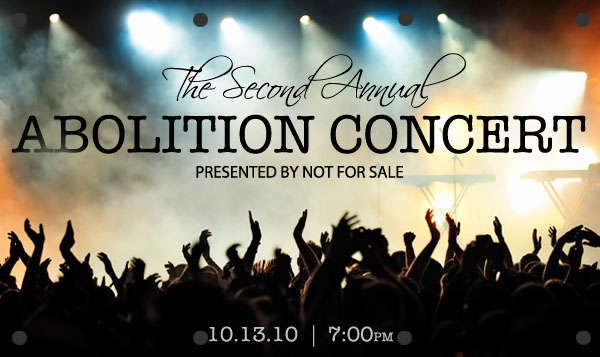 The Second Annual
ABOLITION CONCERT
PRESENTED BY NOT FOR SALE
10.13.10 | 7:00PM